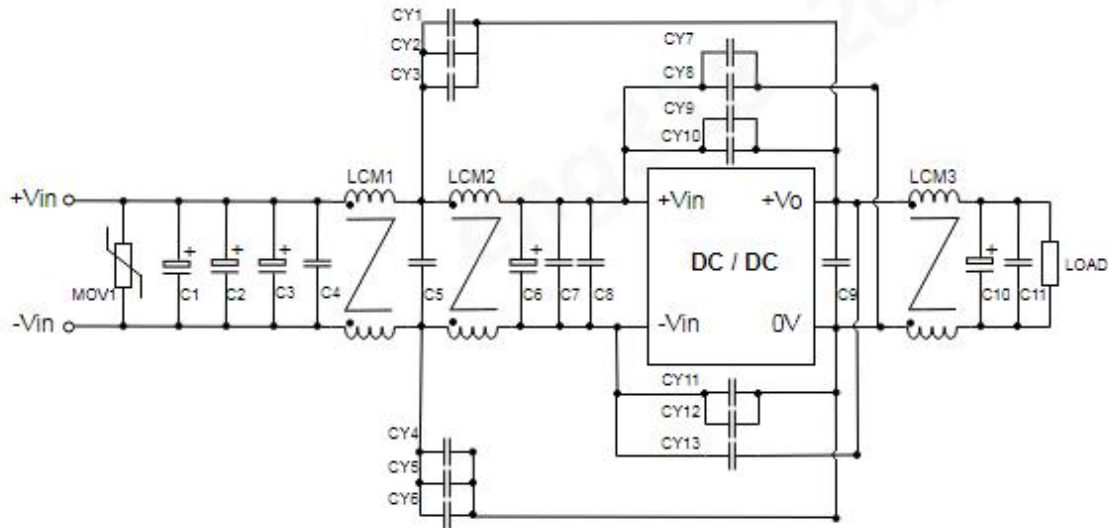 CY1
CY2
CY3
CY7
CY8
CY9
CY10
LCM1
LCM2
LCM3
+Vin
+Vin
+Vo
DC / DC
MOV1
+
C1
+
C2
+
C3
C4
C5
+
C6
C7
C8
C9
+
C10
C11
LOAD
-Vin
-Vin
0V
CY11
CY12
CY13
CY4
CY5
CY6